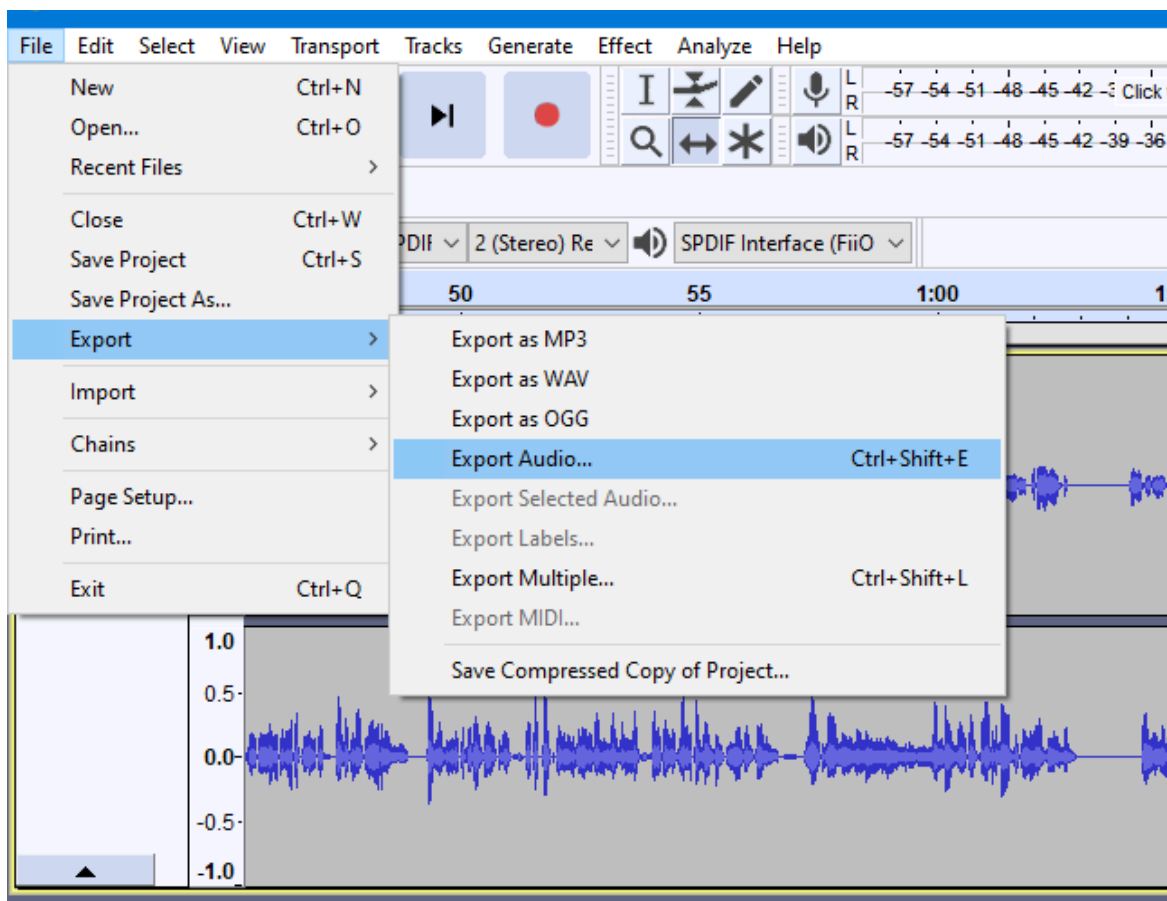 File Edit Select View Transport Tracks Generate Effect Analyze Help
New Ctrl+N
Open... Ctrl+O
Recent Files
Close Ctrl+W
Save Project Ctrl+S
Save Project As...
Export
Import
Chains
Page Setup...
Print...
Exit Ctrl+Q
L
R
-57 -54 -51 -48 -45 -42 Click
L
R
-57 -54 -51 -48 -45 -42 -39 -36
2 (Stereo) Re SPDIF Interface (FiiO
50 55 1:00 1
Export as MP3
Export as WAV
Export as OGG
Export Audio... Ctrl+Shift+E
Export Selected Audio...
Export Labels...
Export Multiple... Ctrl+Shift+L
Export MIDI...
Save Compressed Copy of Project...
1.0
0.5
0.0
-0.5
-1.0